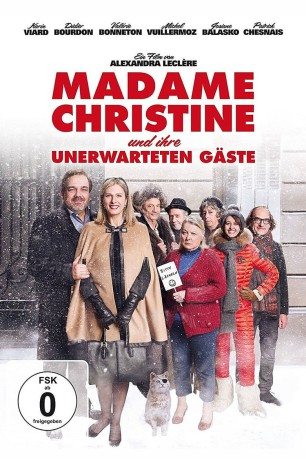 Karin Viard Didier Bourdon Valérie Bonneton Michel Vuillermoz Josiane Balasko Patrick Chesnais
Ein Film von
ALEXANDRA LECLÈRE
MADAME
CHRISTINE
und ihre
UNERWARTETEN GÄSTE
FSK
ab
0
freigegeben